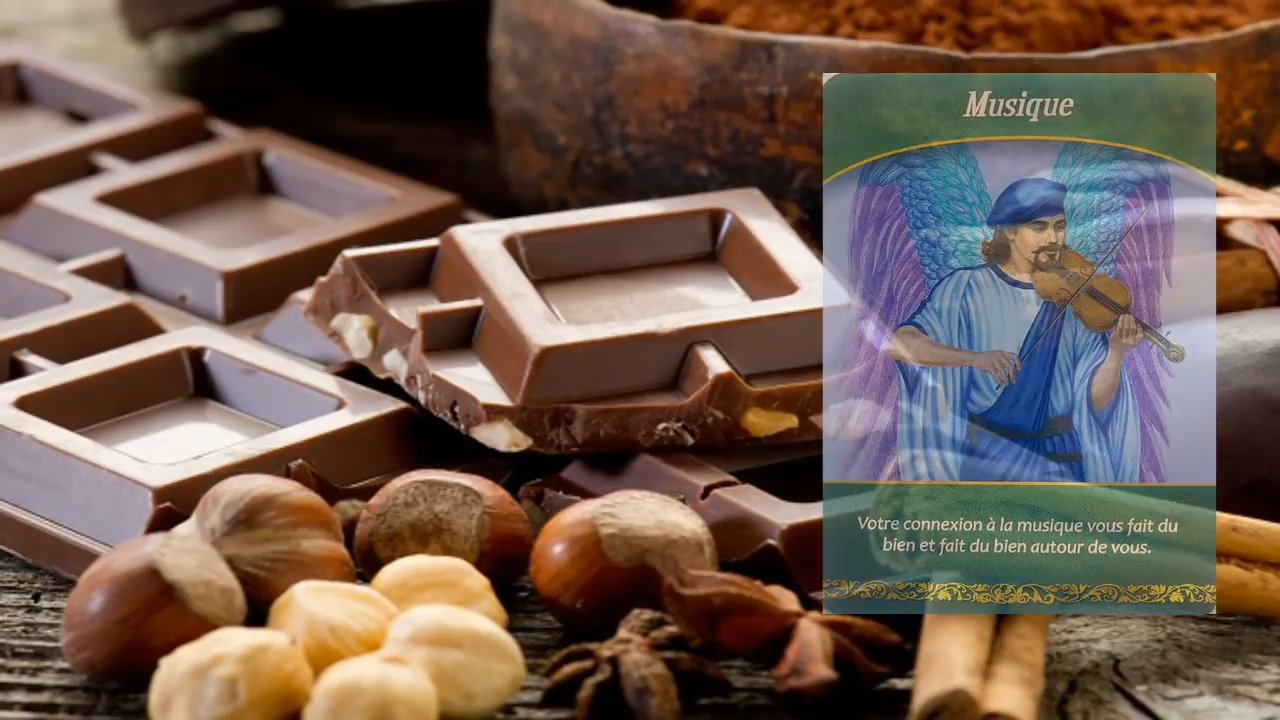 Musique
Votre connexion à la musique vous fait du
bien et fait du bien autour de vous.